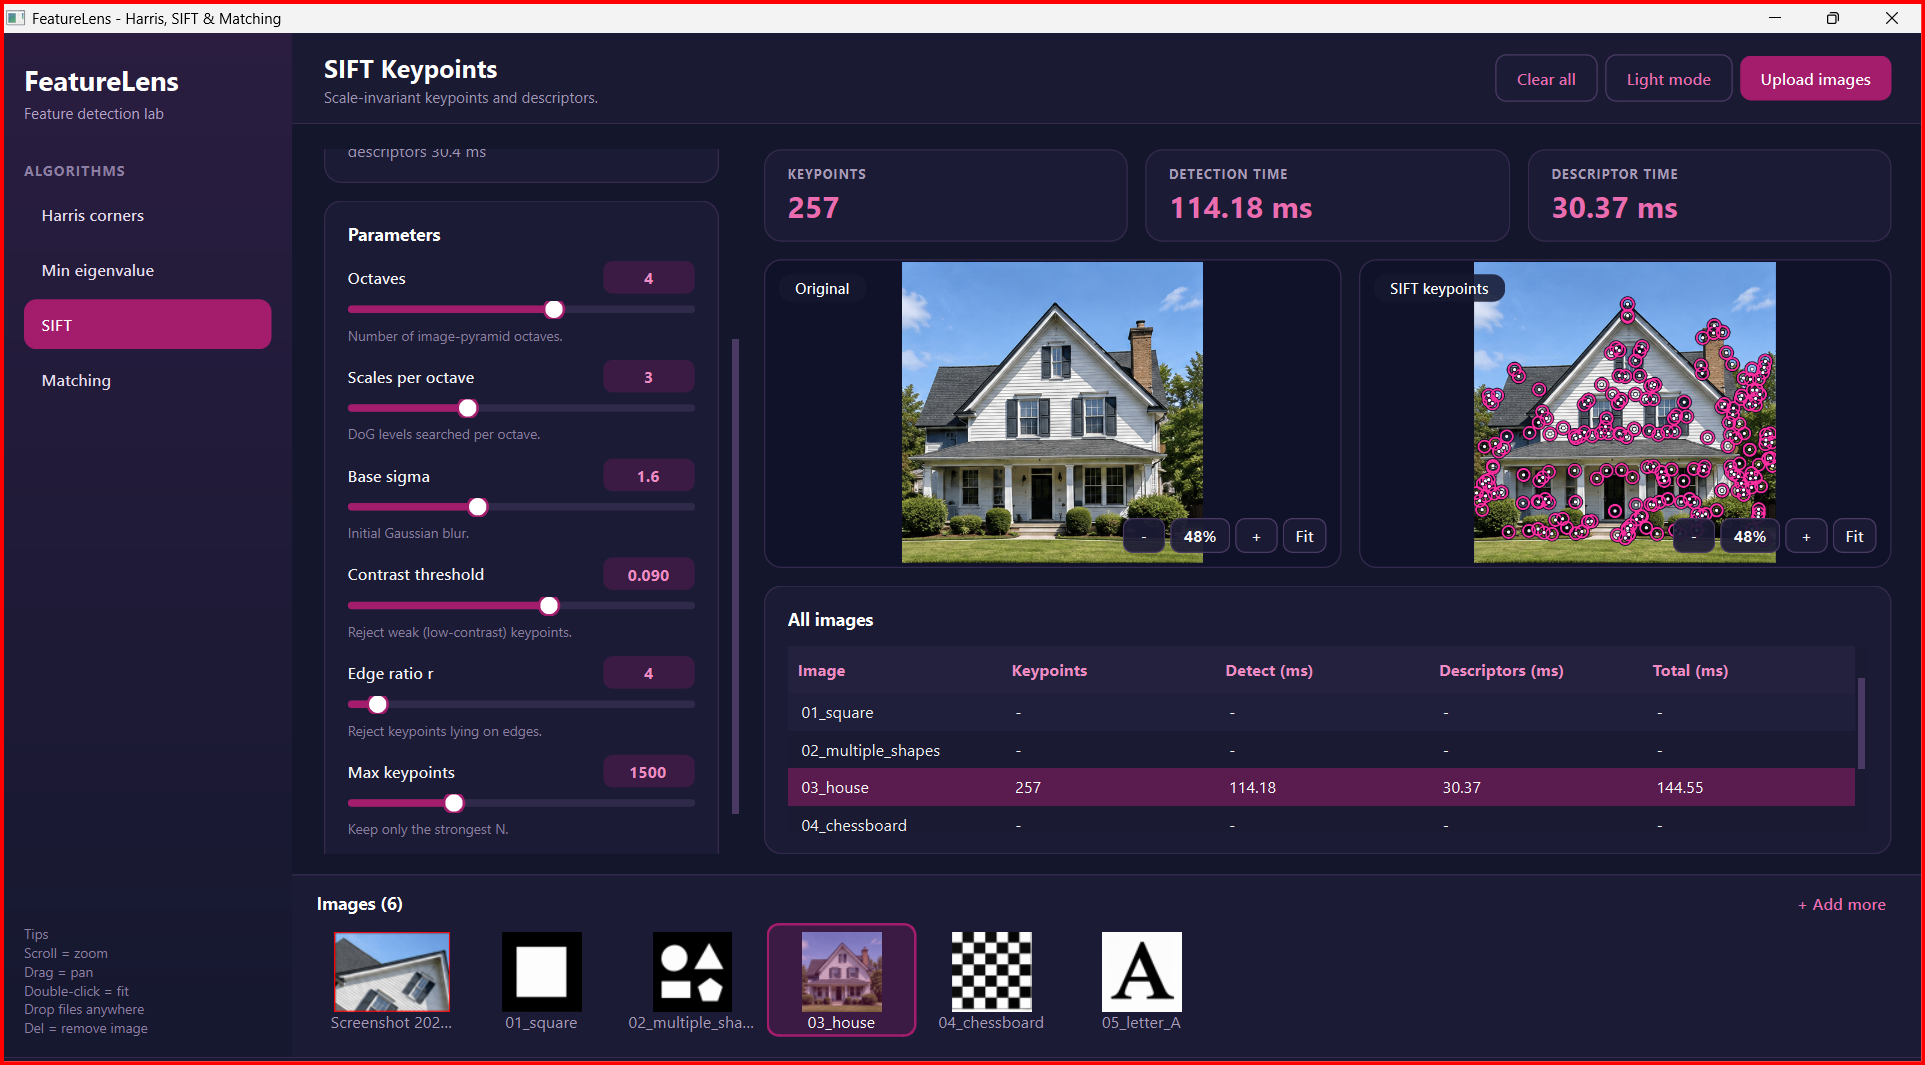 FeatureLens - Harris, SIFT & Matching
FeatureLens
Feature detection lab
ALGORITHMS
Harris corners
Min eigenvalue
SIFT
Matching
Tips
Scroll = zoom
Drag = pan
Double-click = fit
Drop files anywhere
Del = remove image
SIFT Keypoints
Scale-invariant keypoints and descriptors.
Clear all
Light mode
Upload images
descriptors 30.4 ms
Parameters
Octaves 4
Number of image-pyramid octaves.
Scales per octave 3
DoG levels searched per octave.
Base sigma 1.6
Initial Gaussian blur.
Contrast threshold 0.090
Reject weak (low-contrast) keypoints.
Edge ratio r 4
Reject keypoints lying on edges.
Max keypoints 1500
Keep only the strongest N.
KEYPOINTS
257
DETECTION TIME
114.18 ms
DESCRIPTOR TIME
30.37 ms
Original
- 48% + Fit
SIFT keypoints
- 48% + Fit
All images
Image Keypoints Detect (ms) Descriptors (ms) Total (ms)
01_square - - - -
02_multiple_shapes - - - -
03_house 257 114.18 30.37 144.55
04_chessboard - - - -
Images (6)
+ Add more
A
Screenshot 202... 01_square 02_multiple_sha... 03_house 04_chessboard 05_letter_A